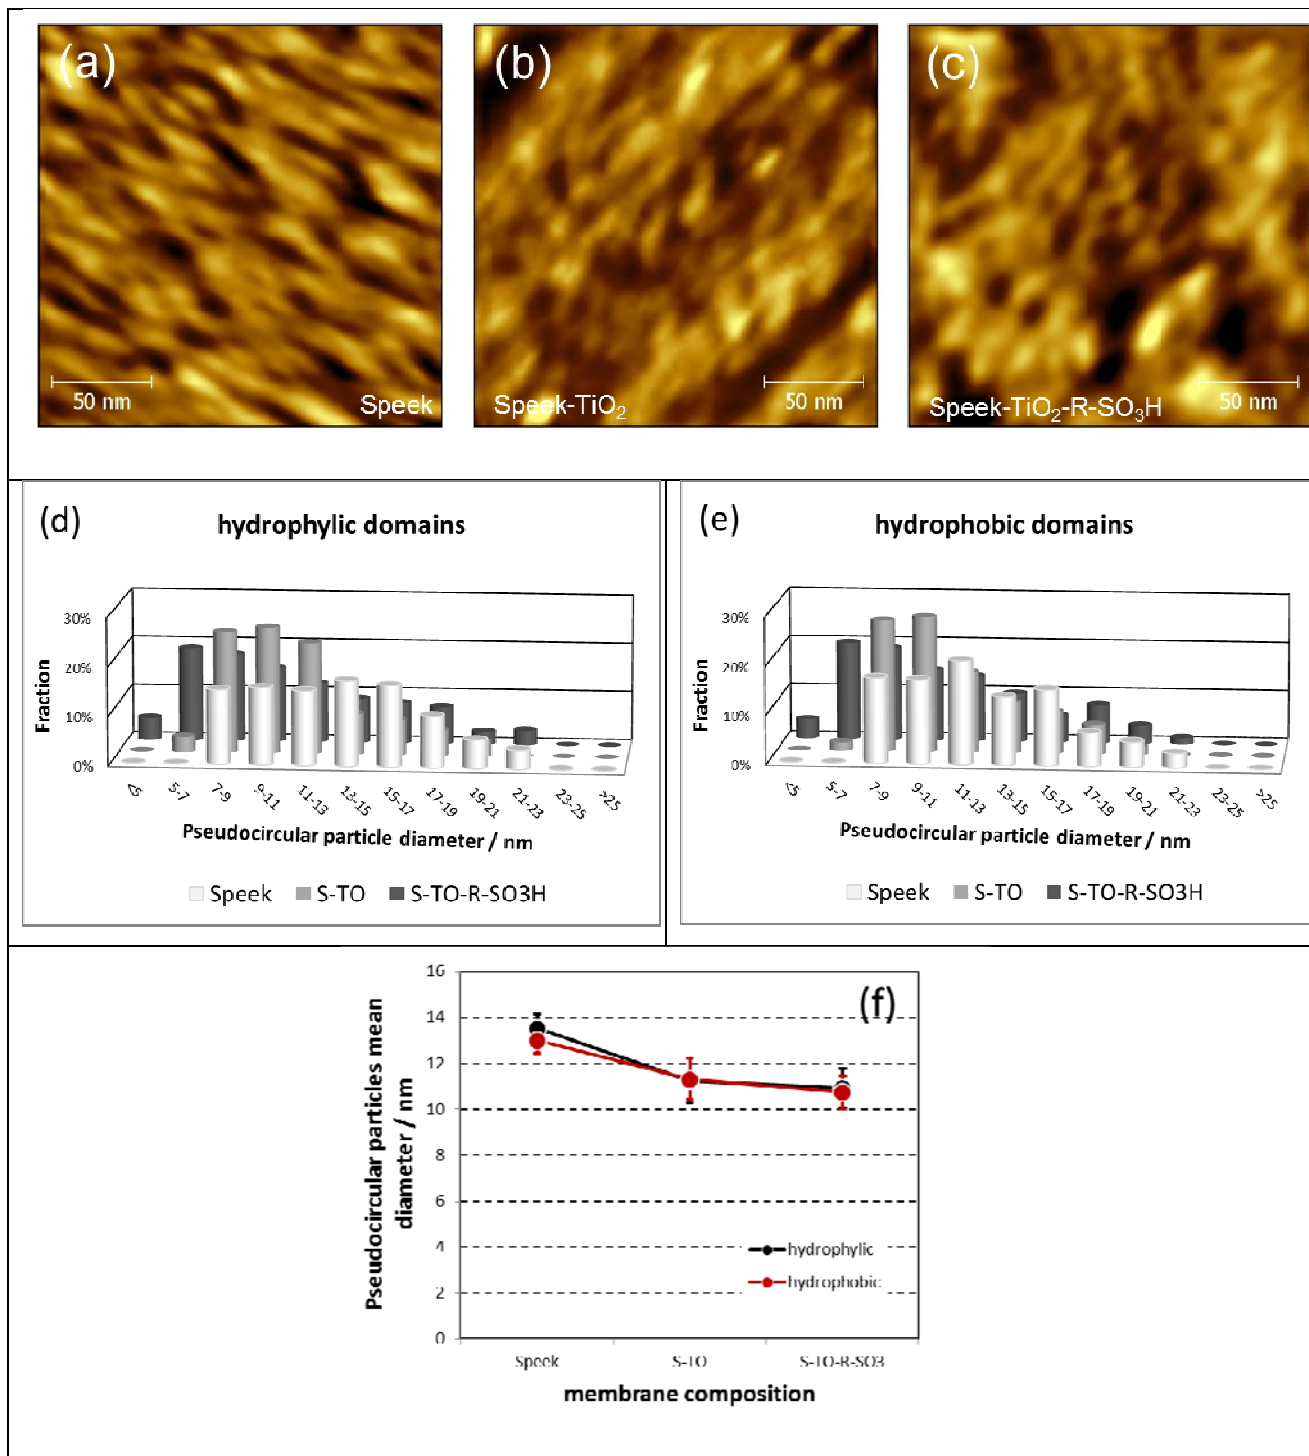 (a)
50 nm
Speek
(b)
Speek-TiO₂
50 nm
(c)
Speek-TiO₂-R-SO₃H
50 nm
(d)
hydrophylic domains
Fraction
30%
20%
10%
0%
<5
5-7
7-9
9-11
11-13
13-15
15-17
17-19
19-21
21-23
23-25
>25
Pseudocircular particle diameter / nm
Speek S-TO S-TO-R-SO3H
(e)
hydrophobic domains
Fraction
30%
20%
10%
0%
<5
5-7
7-9
9-11
11-13
13-15
15-17
17-19
19-21
21-23
23-25
>25
Pseudocircular particle diameter / nm
Speek S-TO S-TO-R-SO3H
(f)
Pseudocircular particles mean
diameter / nm
16
14
12
10
8
6
4
2
0
hydrophylic
hydrophobic
Speek
S-TO
S-TO-R-SO3
membrane composition